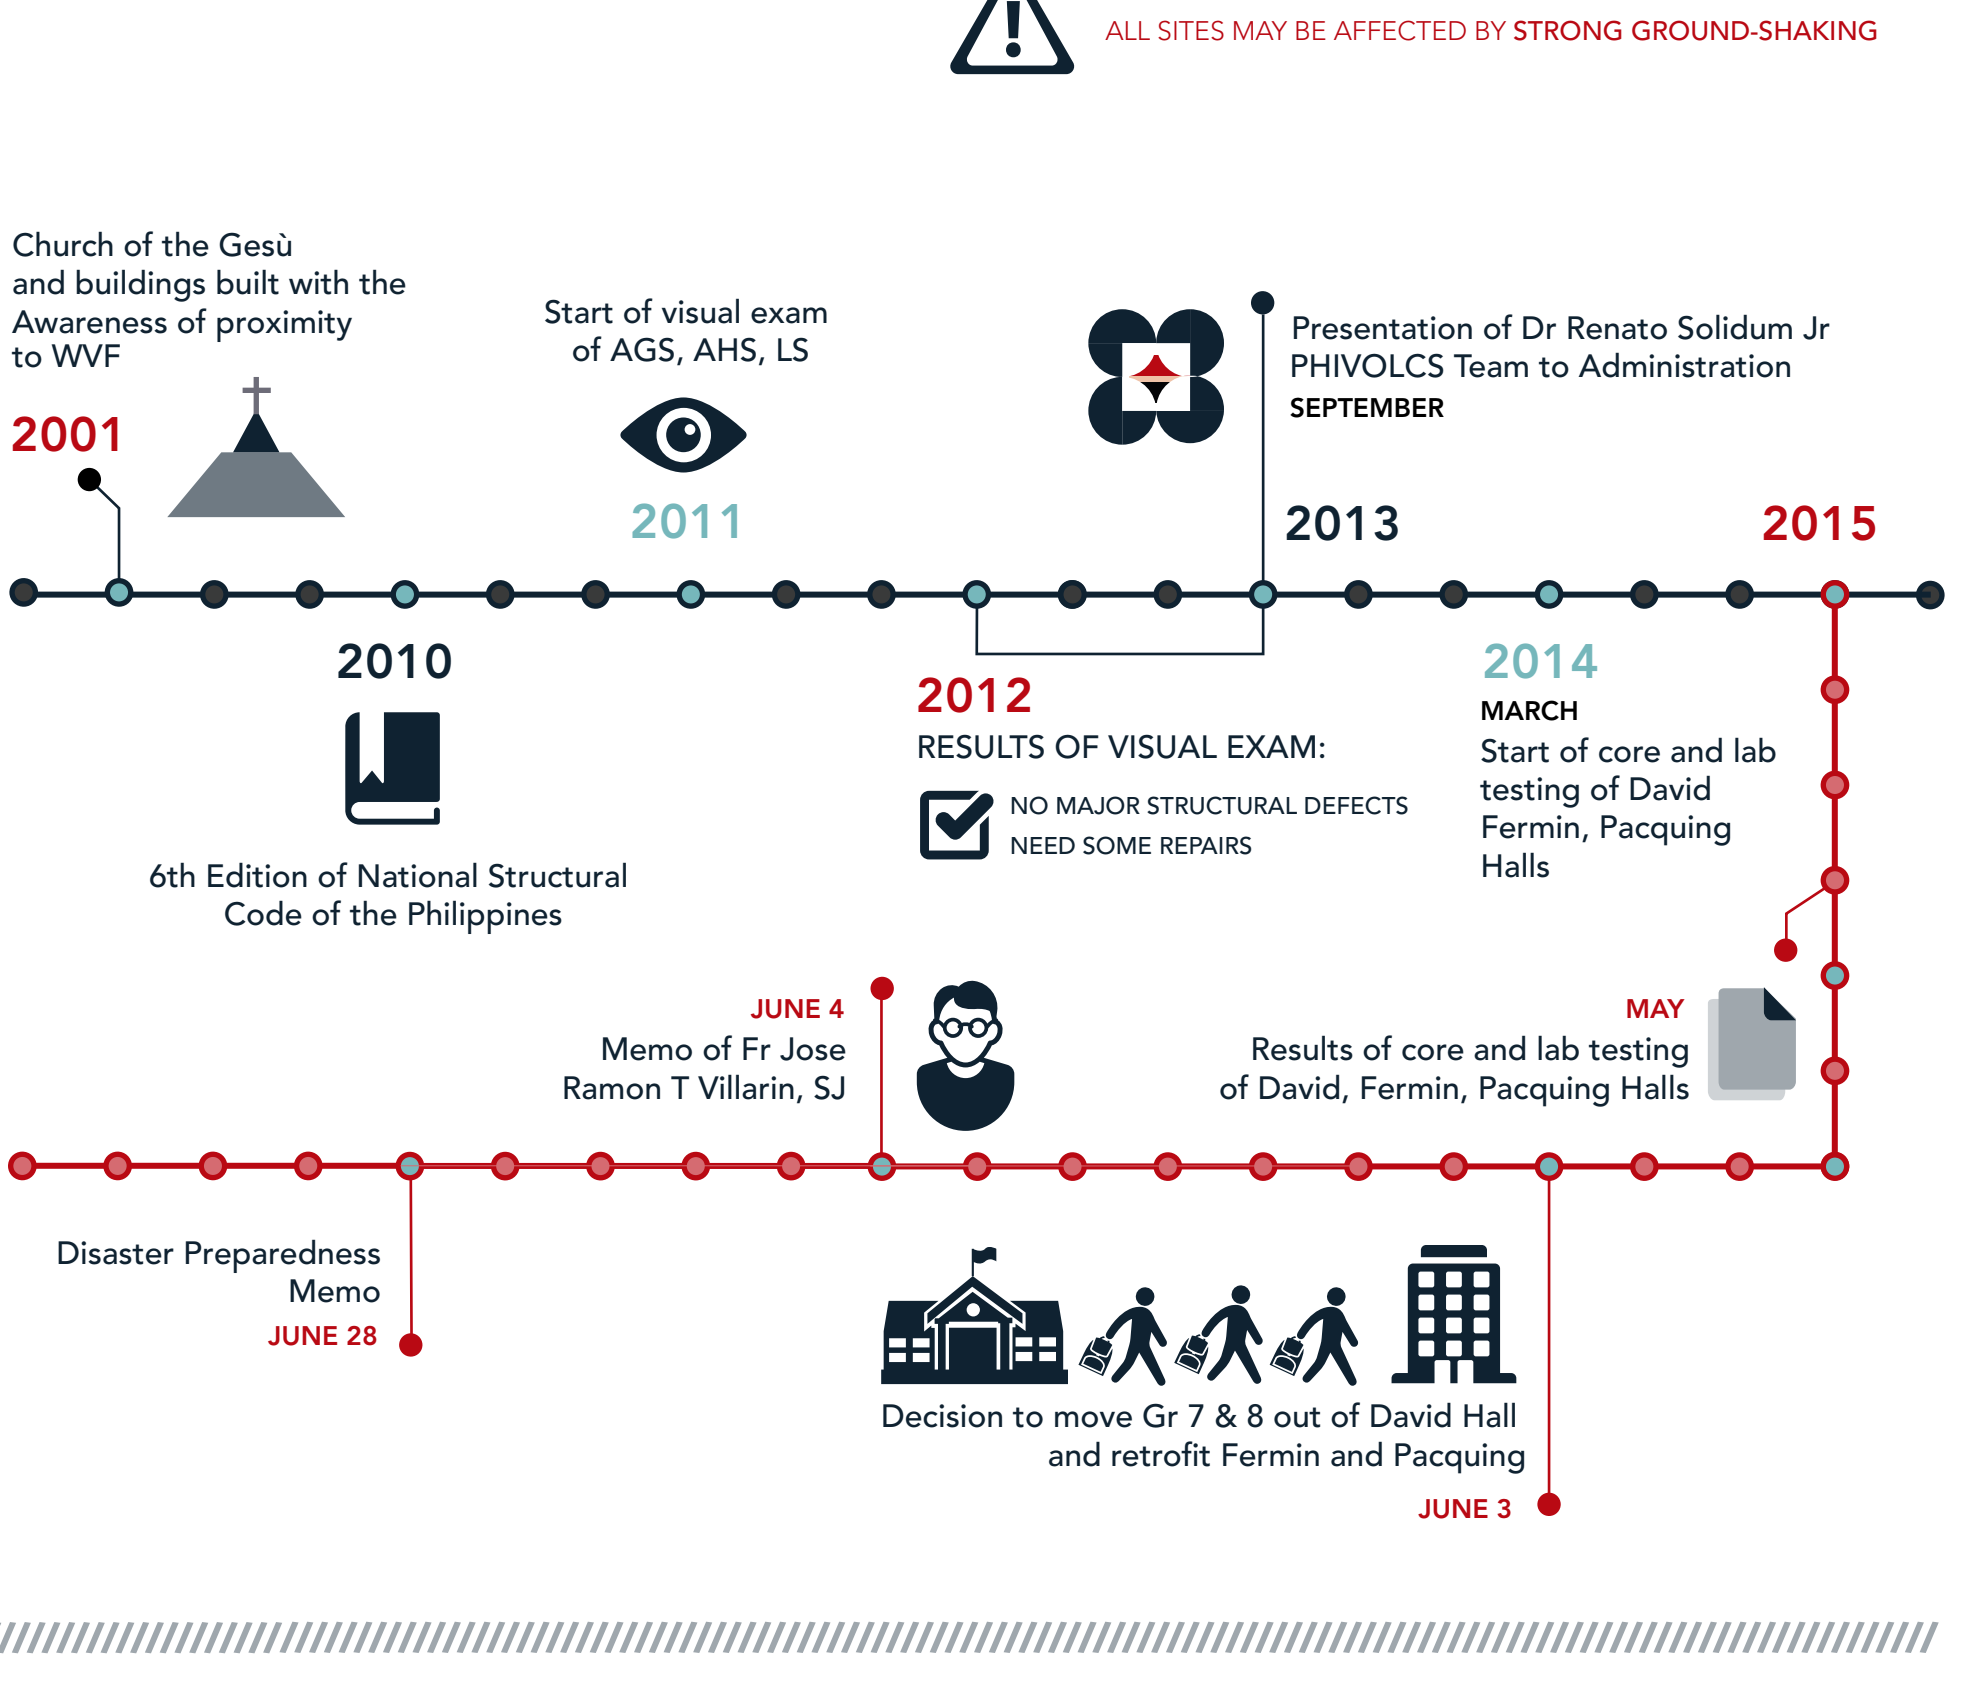 ALL SITES MAY BE AFFECTED BY STRONG GROUND-SHAKING
Church of the Gesù
and buildings built with the
Awareness of proximity
to WVF
2001
Start of visual exam
of AGS, AHS, LS
2011
Presentation of Dr Renato Solidum Jr
PHIVOLCS Team to Administration
SEPTEMBER
2013
2015
2010
6th Edition of National Structural
Code of the Philippines
2012
RESULTS OF VISUAL EXAM:
NO MAJOR STRUCTURAL DEFECTS
NEED SOME REPAIRS
2014
MARCH
Start of core and lab
testing of David
Fermin, Pacquing
Halls
MAY
Results of core and lab testing
of David, Fermin, Pacquing Halls
JUNE 4
Memo of Fr Jose
Ramon T Villarin, SJ
Disaster Preparedness
Memo
JUNE 28
Decision to move Gr 7 & 8 out of David Hall
and retrofit Fermin and Pacquing
JUNE 3